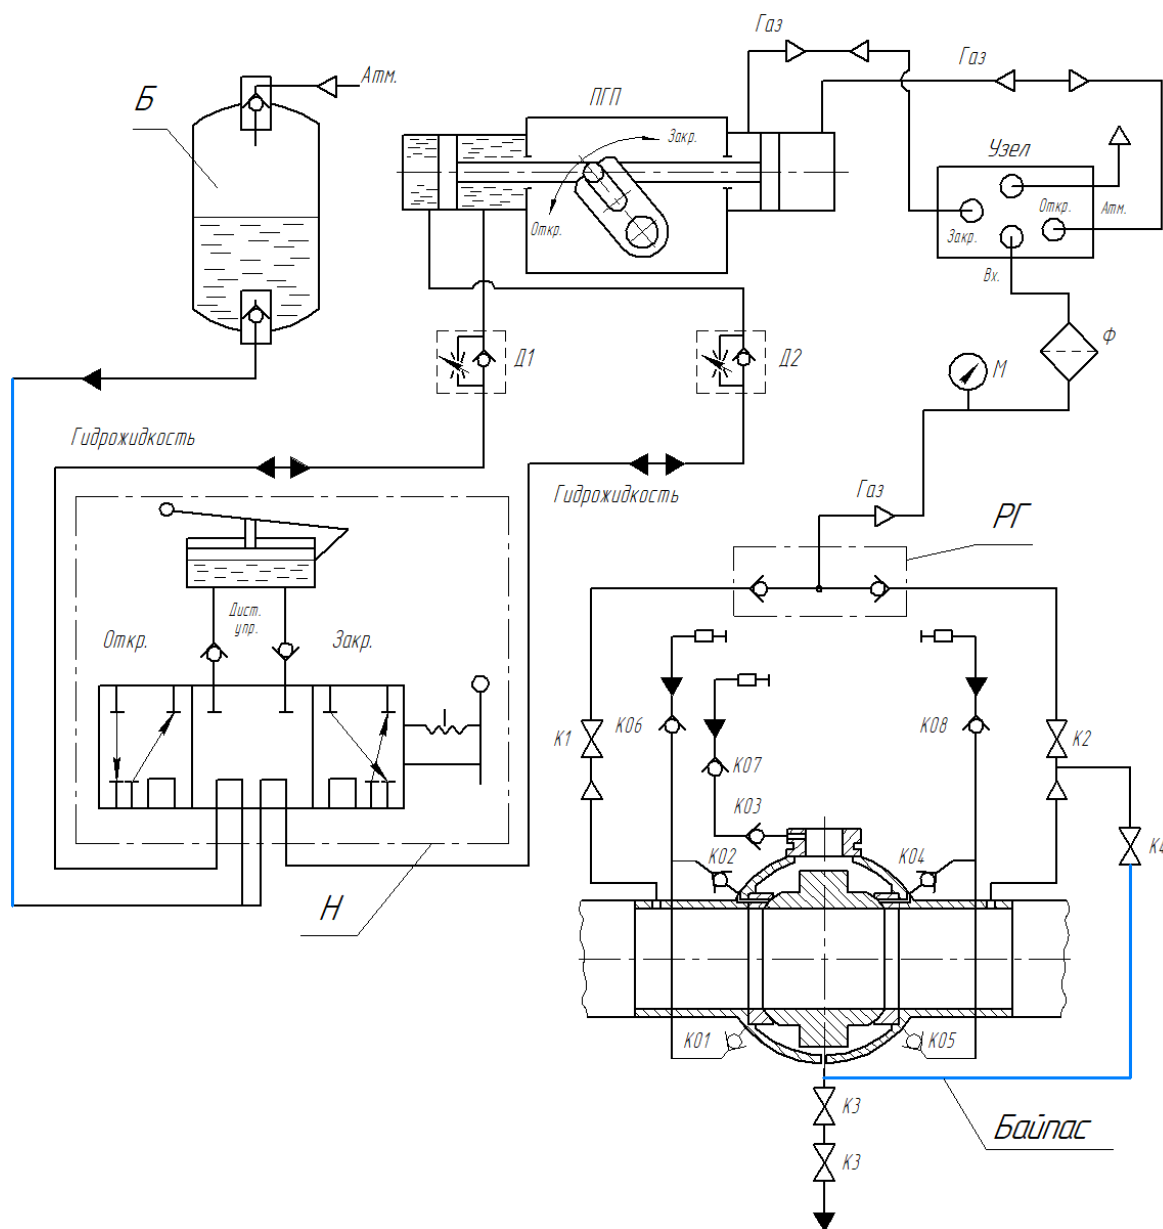 Газ
Газ
Атм.
Б
ПГП
Закр.
Откр.
Узел
Откр.
Атм.
Закр.
Вх.
Ф
М
Д1
Д2
Гидрожидкость
Гидрожидкость
Газ
РГ
Дист.
упр.
Откр.
Закр.
К1
К06
К08
К2
К07
К03
К02
К04
К4
Н
К01
К05
К3
Байпас
К3